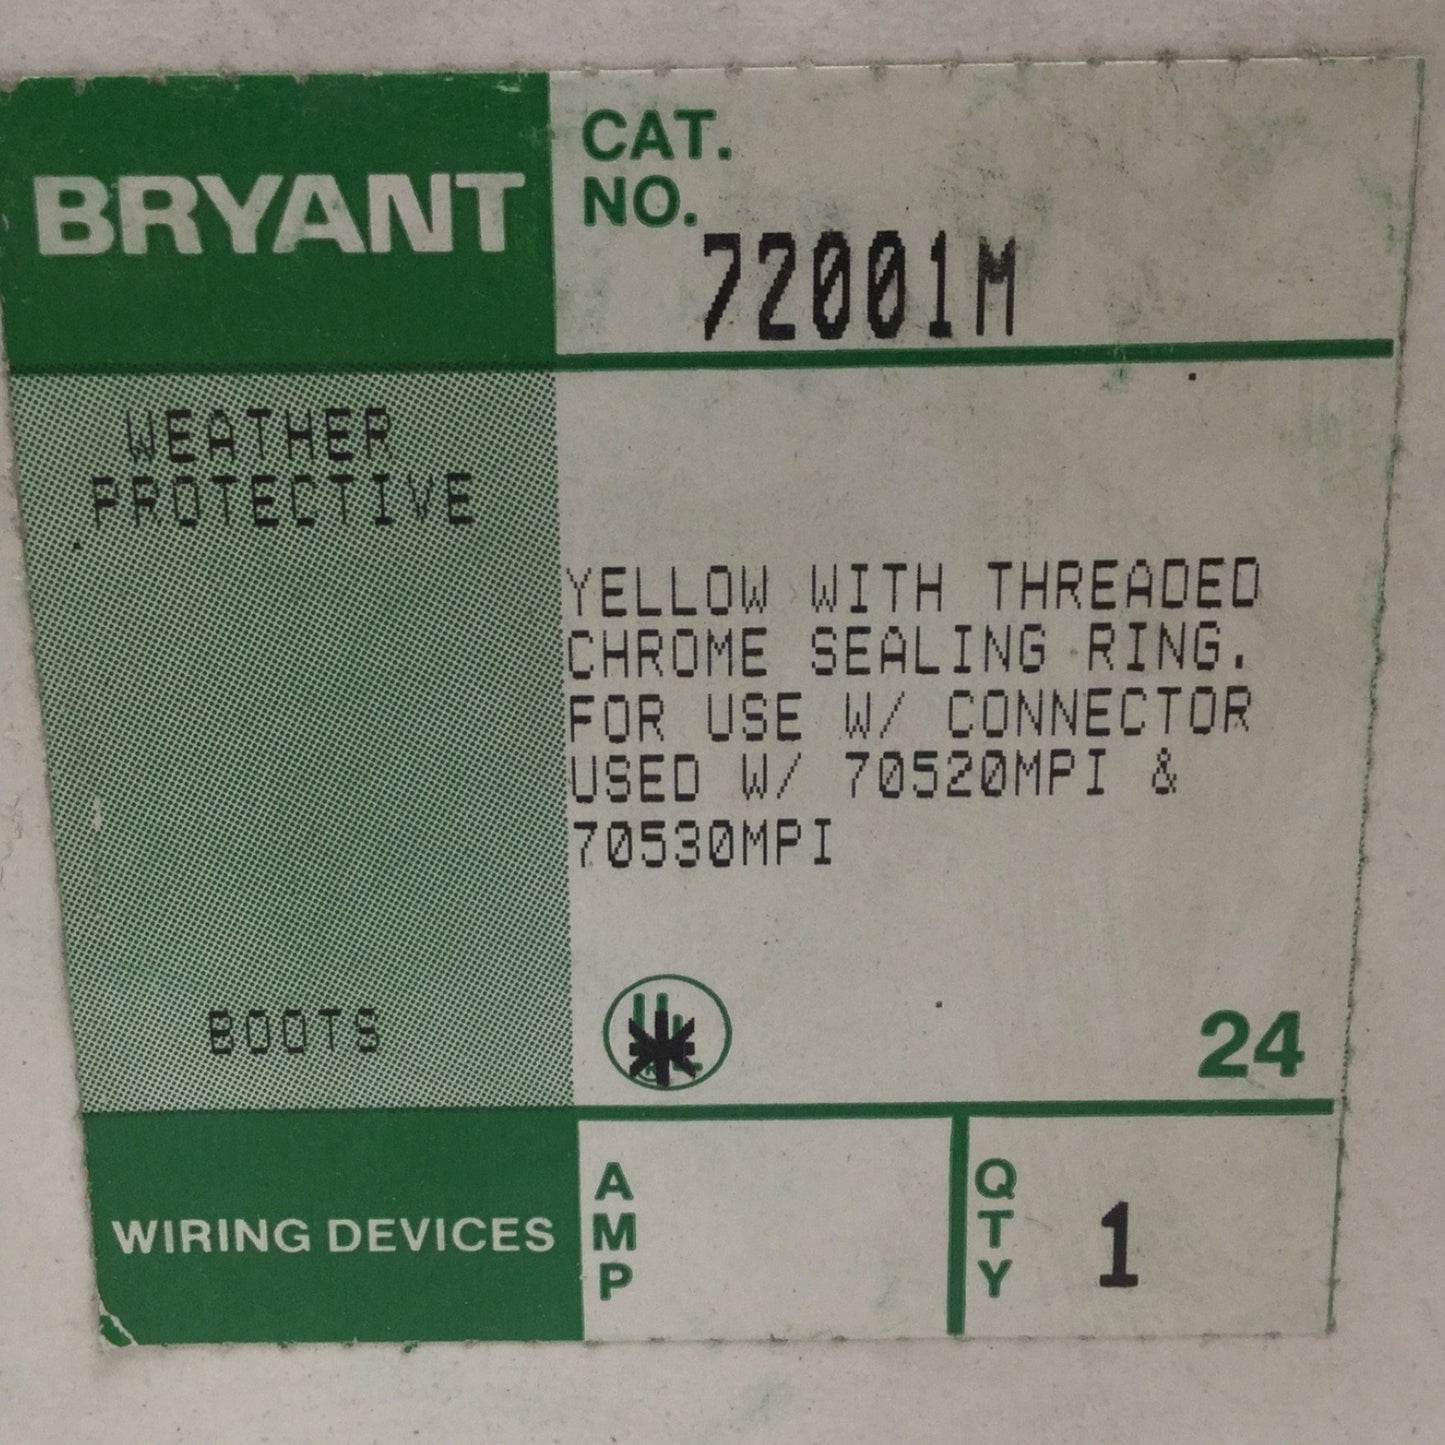 BRYANT
CAT.
NO.
72001M
WEATHER
PROTECTIVE
YELLOW WITH THREADED
CHROME SEALING RING.
FOR USE W/ CONNECTOR
USED W/ 70520MPI &
70530MPI
BOOTS
24
WIRING DEVICES
AMP
QTY
1